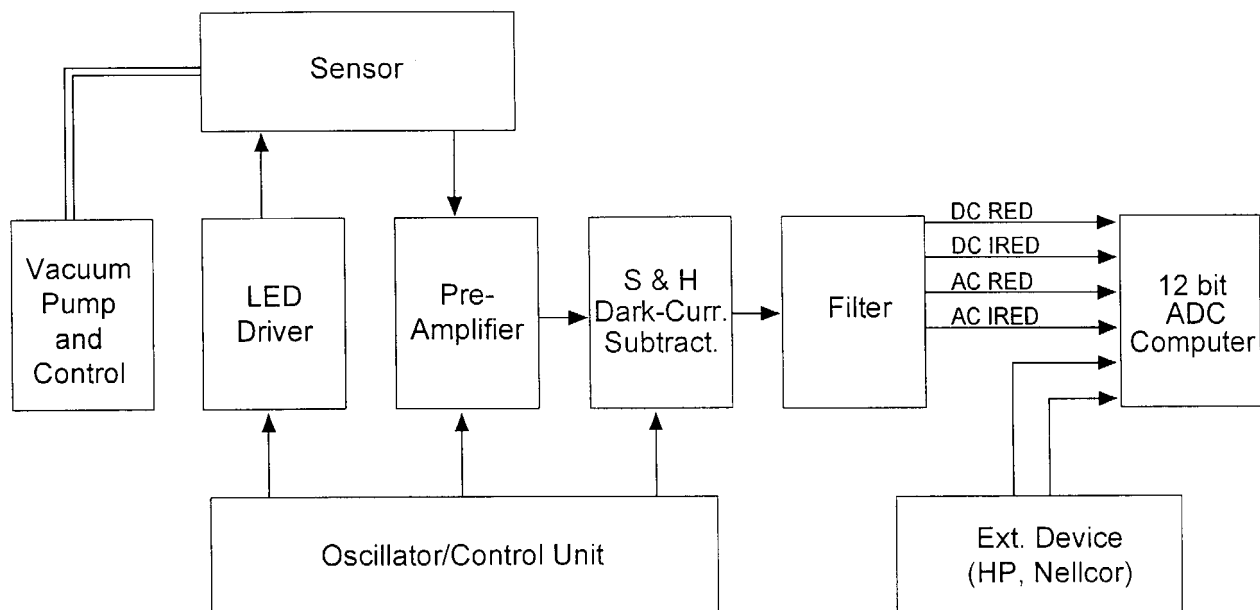 Sensor
Vacuum
Pump
and
Control
LED
Driver
Pre-
Amplifier
S & H
Dark-Curr.
Subtract.
Filter
DC RED
DC IRED
AC RED
AC IRED
12 bit
ADC
Computer
Oscillator/Control Unit
Ext. Device
(HP, Nellcor)